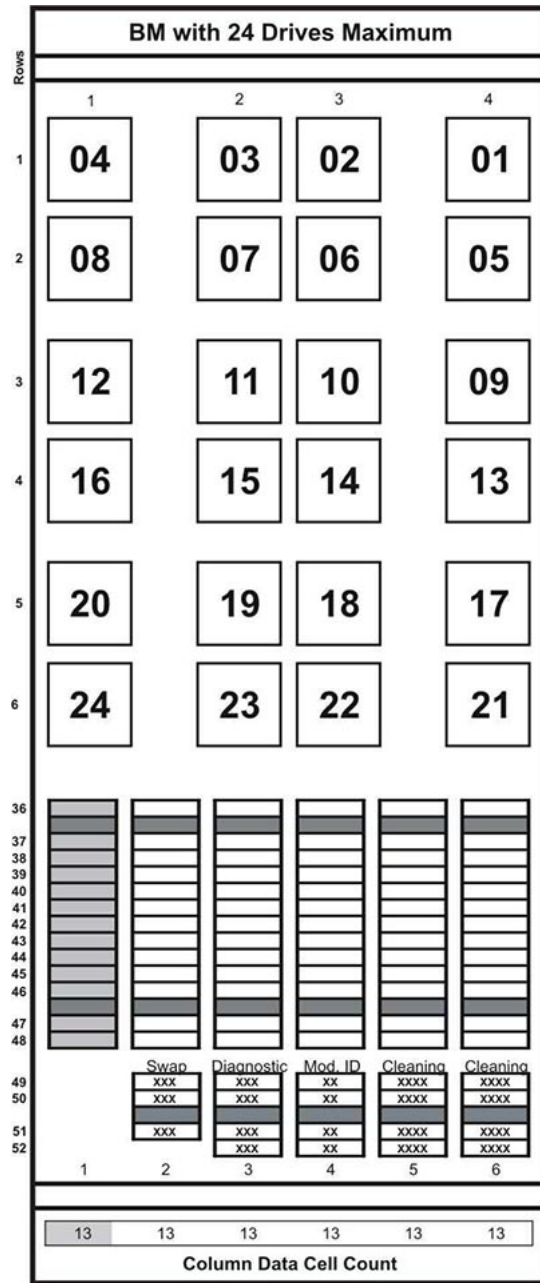 BM with 24 Drives Maximum
Rows
1 2 3 4
1 04 03 02 01
2 08 07 06 05
3 12 11 10 09
4 16 15 14 13
5 20 19 18 17
6 24 23 22 21
36
37
38
39
40
41
42
43
44
45
46
47
48
Swap Diagnostic Mod. ID Cleaning Cleaning
49 xxx xxx xx xxxx xxxx
50 xxx xxx xx xxxx xxxx
51 xxx xxx xx xxxx xxxx
52 xxx xx xxxx xxxx
1 2 3 4 5 6
13 13 13 13 13 13
Column Data Cell Count